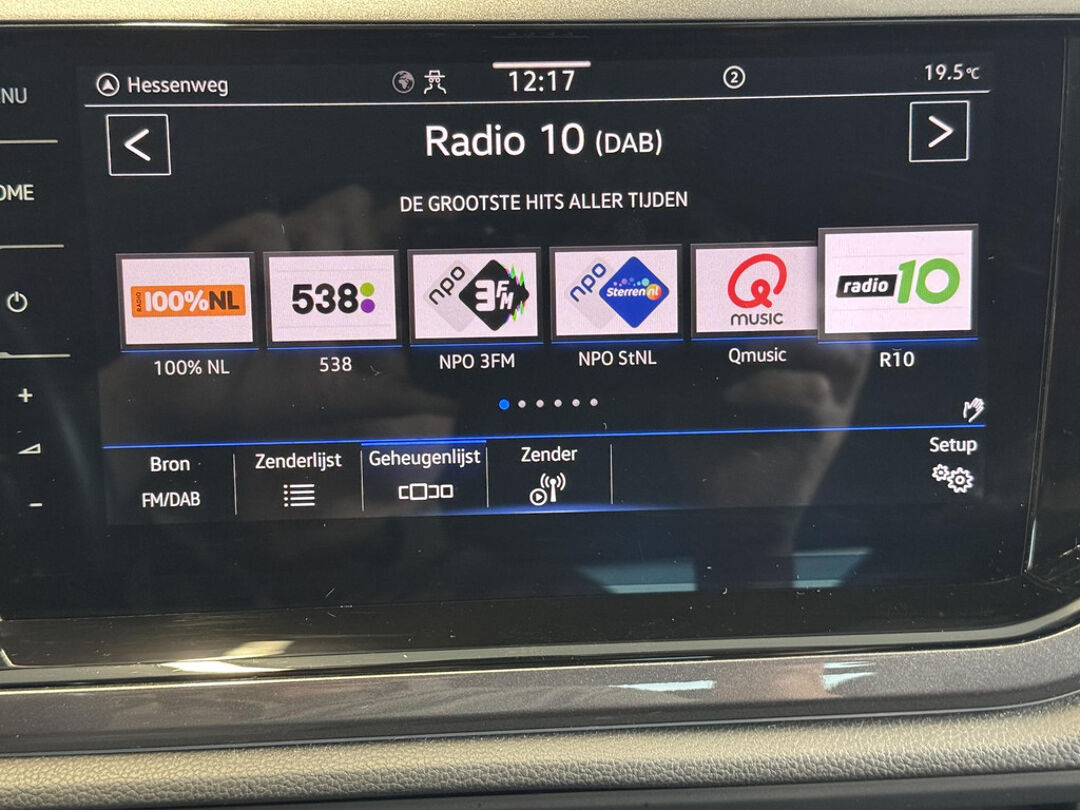 NU
Hessenweg
12:17
2
19.5°C
Radio 10 (DAB)
OME
DE GROOTSTE HITS ALLER TIJDEN
RADIO 100%NL
538
npo 3FM
npo Sterren nl
Q MUSIC
radio 10
100% NL
538
NPO 3FM
NPO StNL
Qmusic
R10
Bron
Zenderlijst
Geheugenlijst
Zender
Setup
FM/DAB